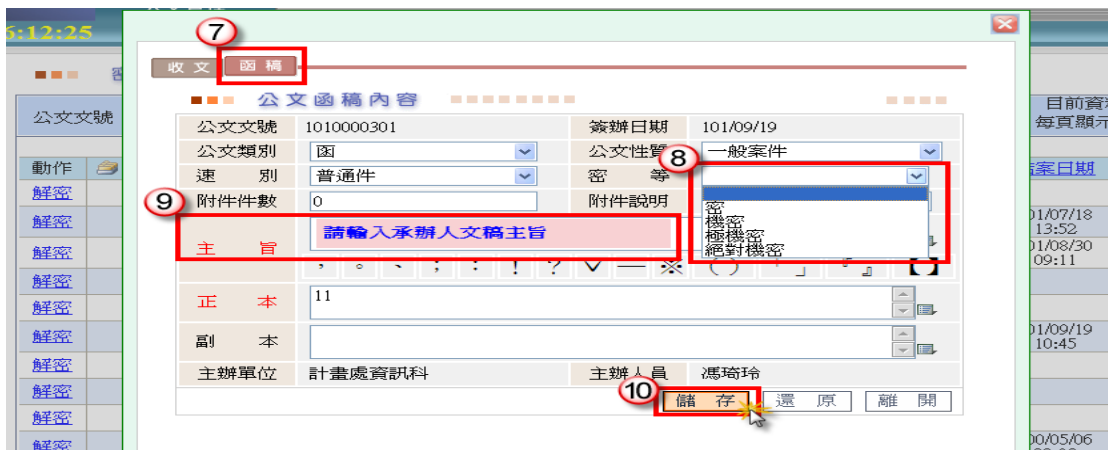 6:12:25
⑦
收 文 函 稿
公文函稿內容
公文文號 1010000301 簽辦日期 101/09/19
公文類別 函 公文性質 一般案件
⑧
速 別 普通件 密 等
密
機密
極機密
絕對機密
⑨
附件件數 0 附件説明
主 旨 請輸入承辦人文稿主旨
， 。 、 ； ： ！ ？ ˇ — ※ （） 「」 『』 【】
正 本 11
副 本
主辦單位 計畫處資訊科 主辦人員 馮琦玲
⑩
儲 存 還 原 離 開
公文文號
動作
解密
解密
解密
解密
解密
解密
解密
解密
解密
解密
目前資
每頁顯示
案日期
01/07/18
13:52
01/08/30
09:11
01/09/19
10:45
00/05/06